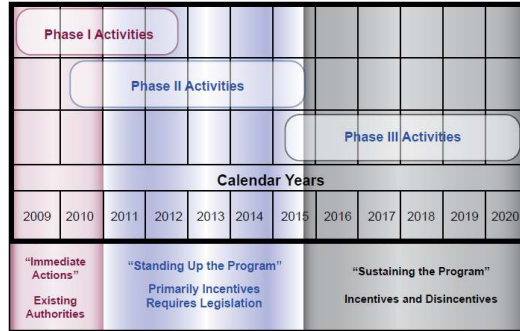 Phase I Activities
Phase II Activities
Phase III Activities
Calendar Years
2009 2010 2011 2012 2013 2014 2015 2016 2017 2018 2019 2020
“Immediate
Actions”
Existing
Authorities
“Standing Up the Program”
Primarily Incentives
Requires Legislation
“Sustaining the Program”
Incentives and Disincentives